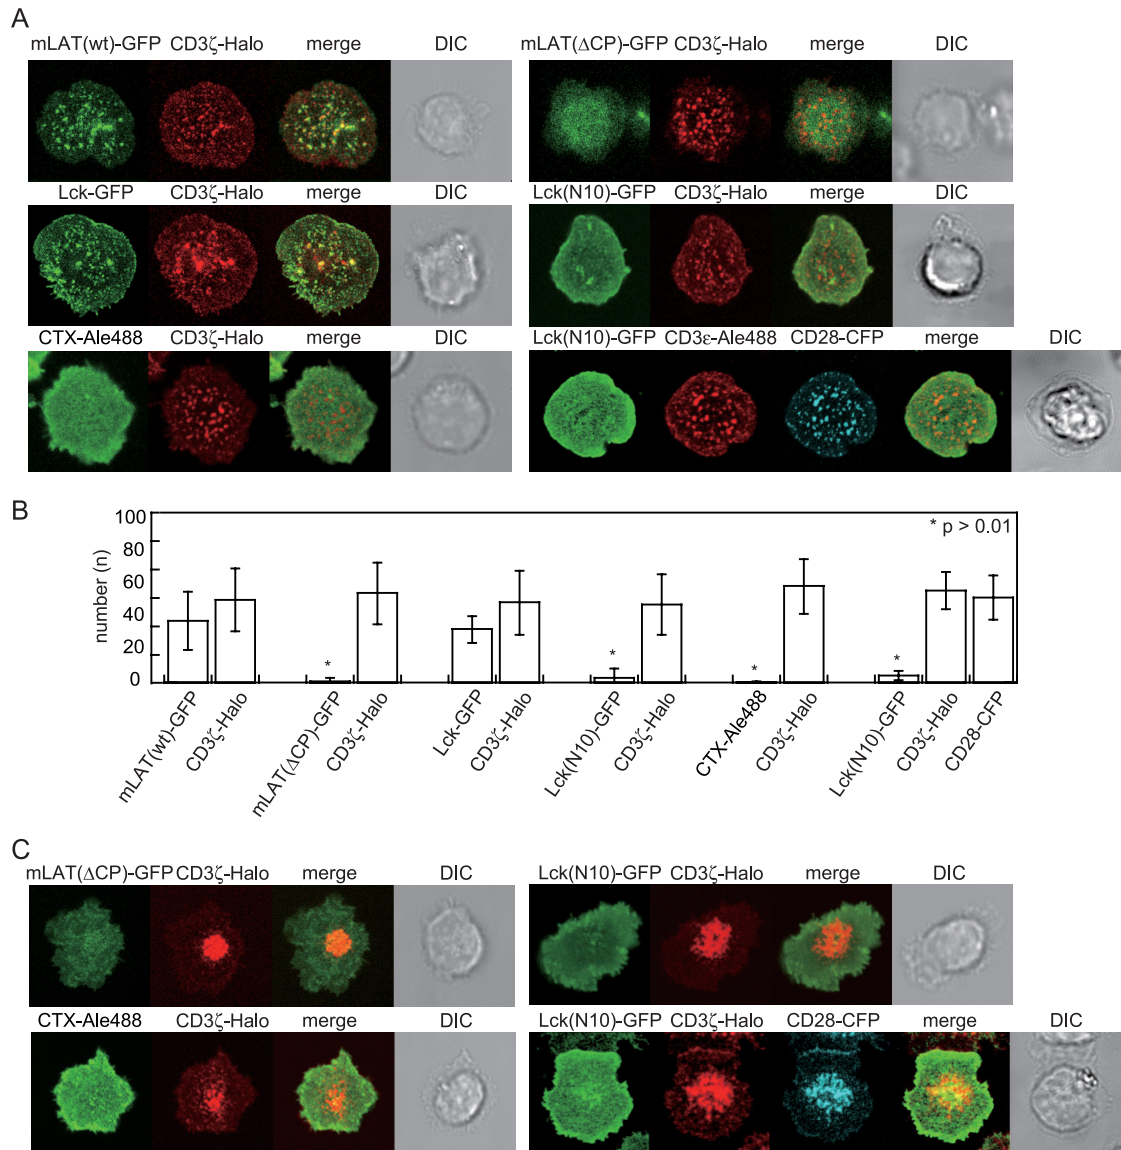 A
mLAT(wt)-GFP CD3ζ-Halo merge DIC mLAT(ΔCP)-GFP CD3ζ-Halo merge DIC
Lck-GFP CD3ζ-Halo merge DIC Lck(N10)-GFP CD3ζ-Halo merge DIC
CTX-Ale488 CD3ζ-Halo merge DIC Lck(N10)-GFP CD3ε-Ale488 CD28-CFP merge DIC
B
number (n)
100
80
60
40
20
0
* p > 0.01
* * * *
mLAT(wt)-GFP
CD3ζ-Halo
mLAT(ΔCP)-GFP
CD3ζ-Halo
Lck-GFP
CD3ζ-Halo
Lck(N10)-GFP
CD3ζ-Halo
CTX-Ale488
CD3ζ-Halo
Lck(N10)-GFP
CD3ζ-Halo
CD28-CFP
C
mLAT(ΔCP)-GFP CD3ζ-Halo merge DIC Lck(N10)-GFP CD3ζ-Halo merge DIC
CTX-Ale488 CD3ζ-Halo merge DIC Lck(N10)-GFP CD3ζ-Halo CD28-CFP merge DIC